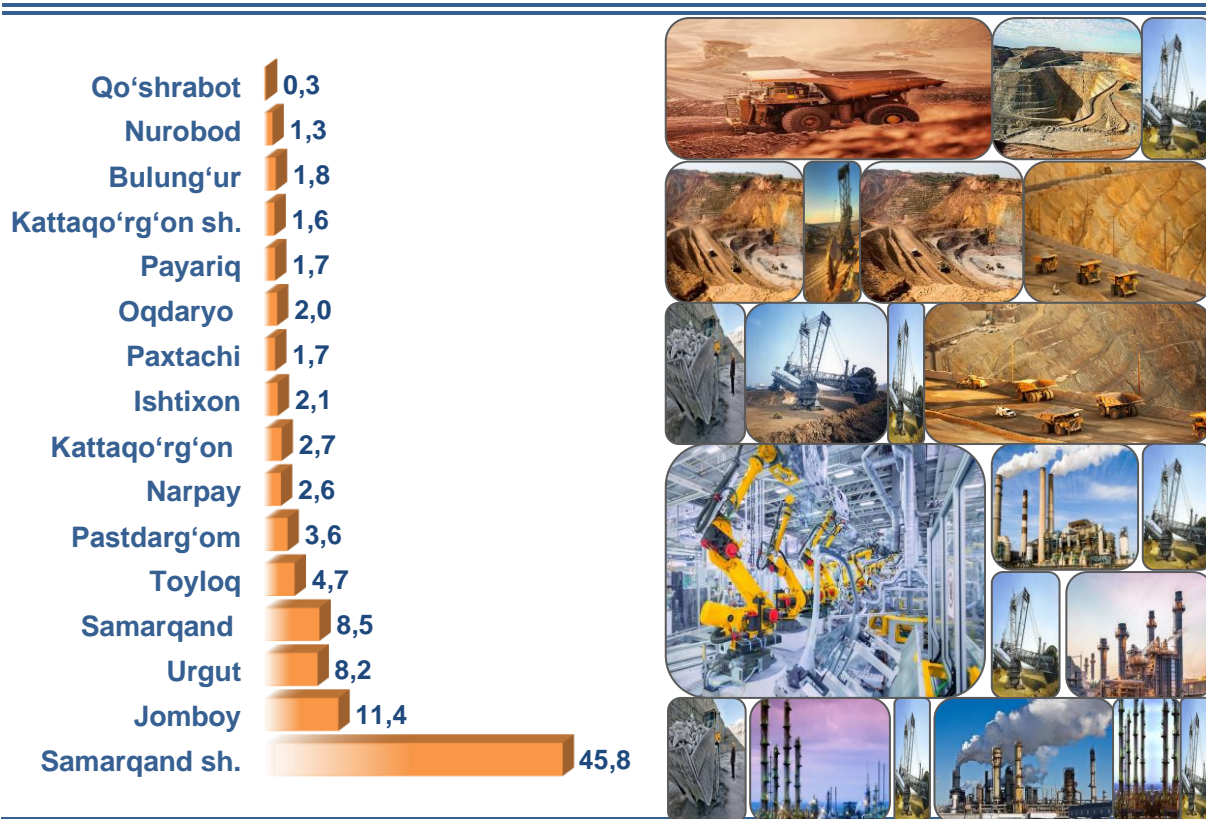 Qo‘shrabot 0,3
Nurobod 1,3
Bulung‘ur 1,8
Kattaqo‘rg‘on sh. 1,6
Payariq 1,7
Oqdaryo 2,0
Paxtachi 1,7
Ishtixon 2,1
Kattaqo‘rg‘on 2,7
Narpay 2,6
Pastdarg‘om 3,6
Toyloq 4,7
Samarqand 8,5
Urgut 8,2
Jomboy 11,4
Samarqand sh. 45,8